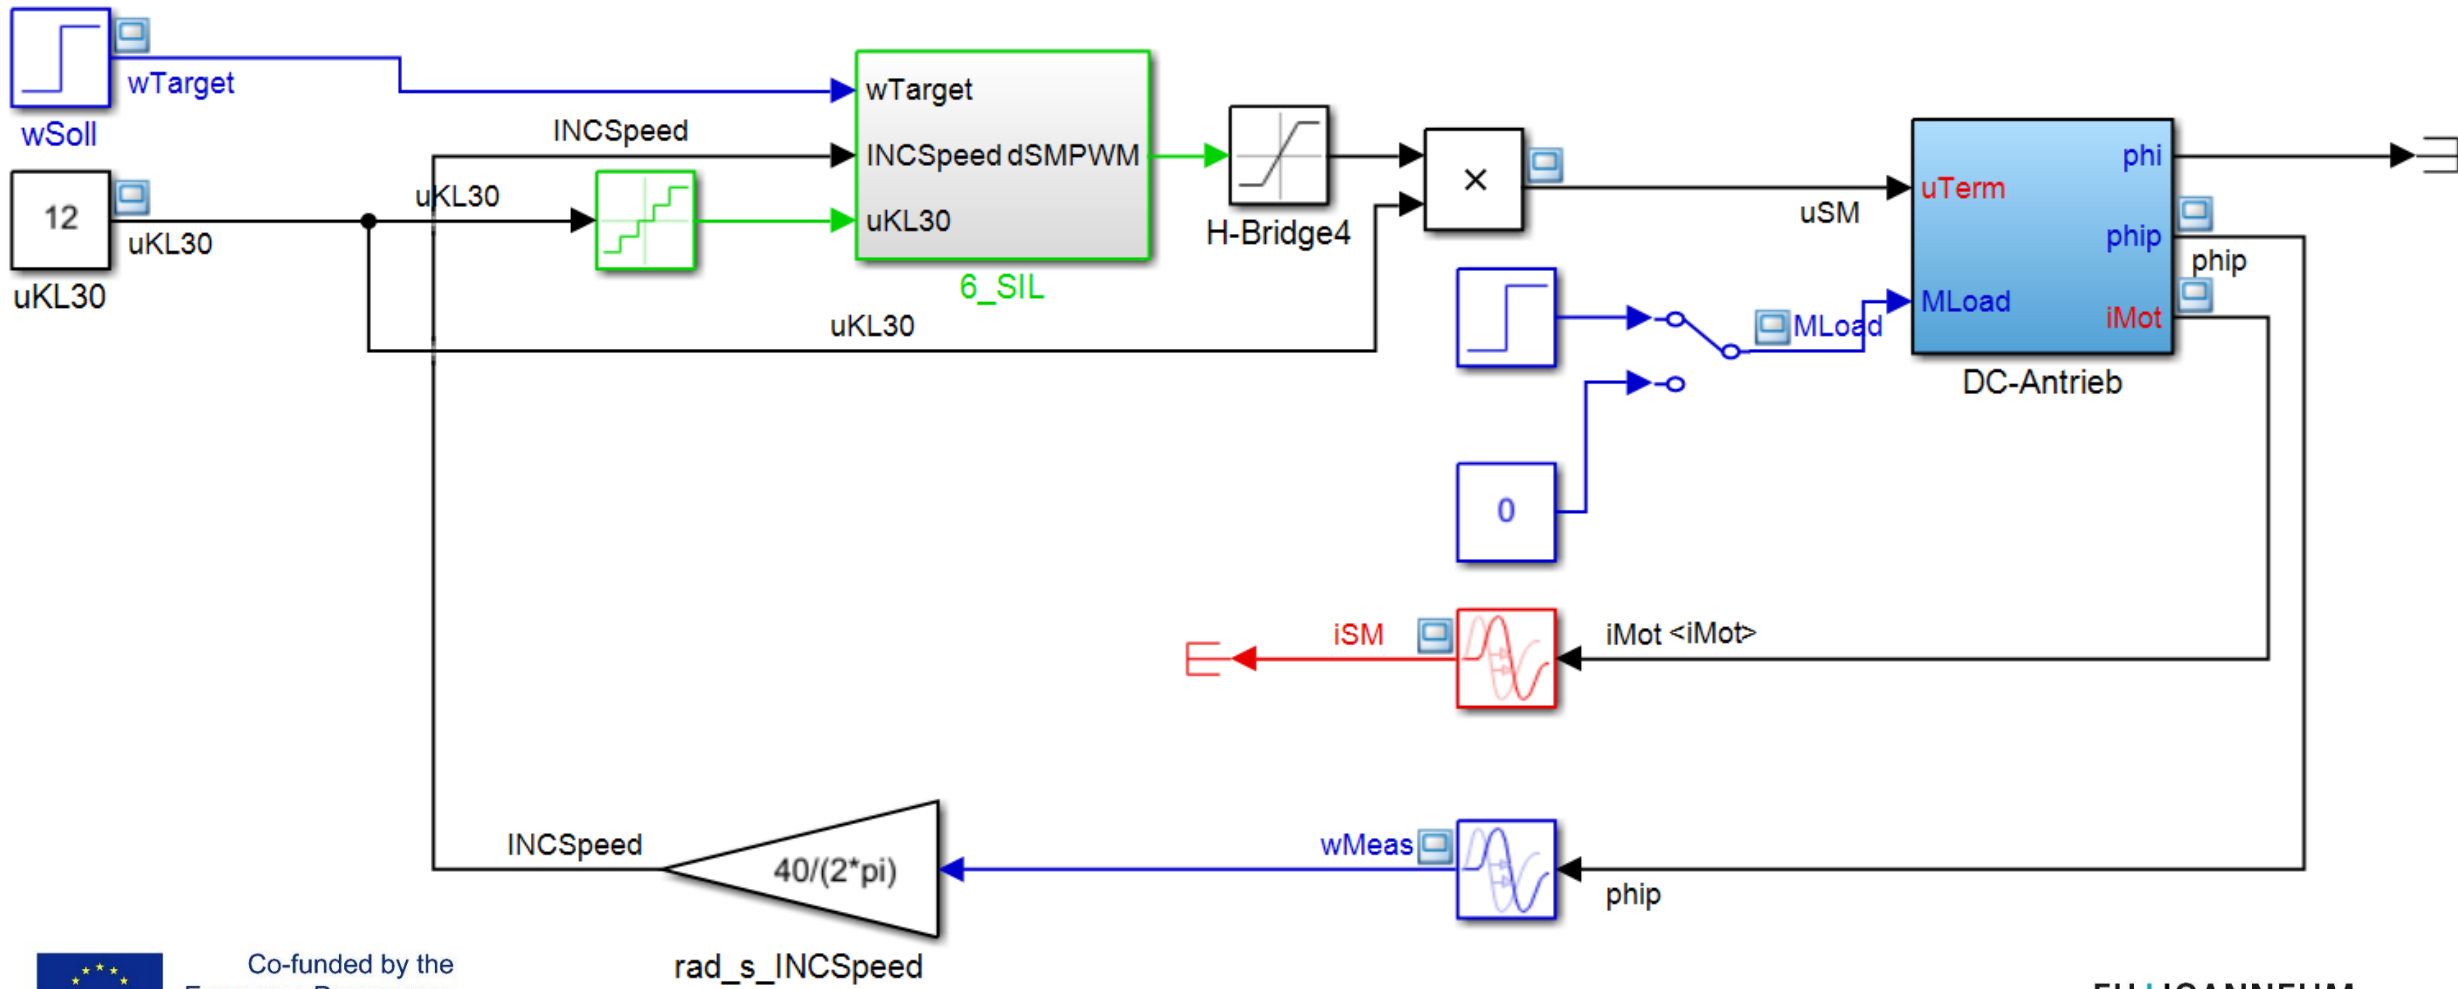 wTarget
wSoll
12
uKL30
uKL30
INCSpeed
uKL30
uKL30
wTarget
INCSpeed dSMPWM
uKL30
6_SIL
H-Bridge4
×
uSM
uTerm
MLoad
phi
phip
iMot
DC-Antrieb
phip
MLoad
0
iSM
iMot <iMot>
INCSpeed
40/(2*pi)
rad_s_INCSpeed
wMeas
phip
Co-funded by the